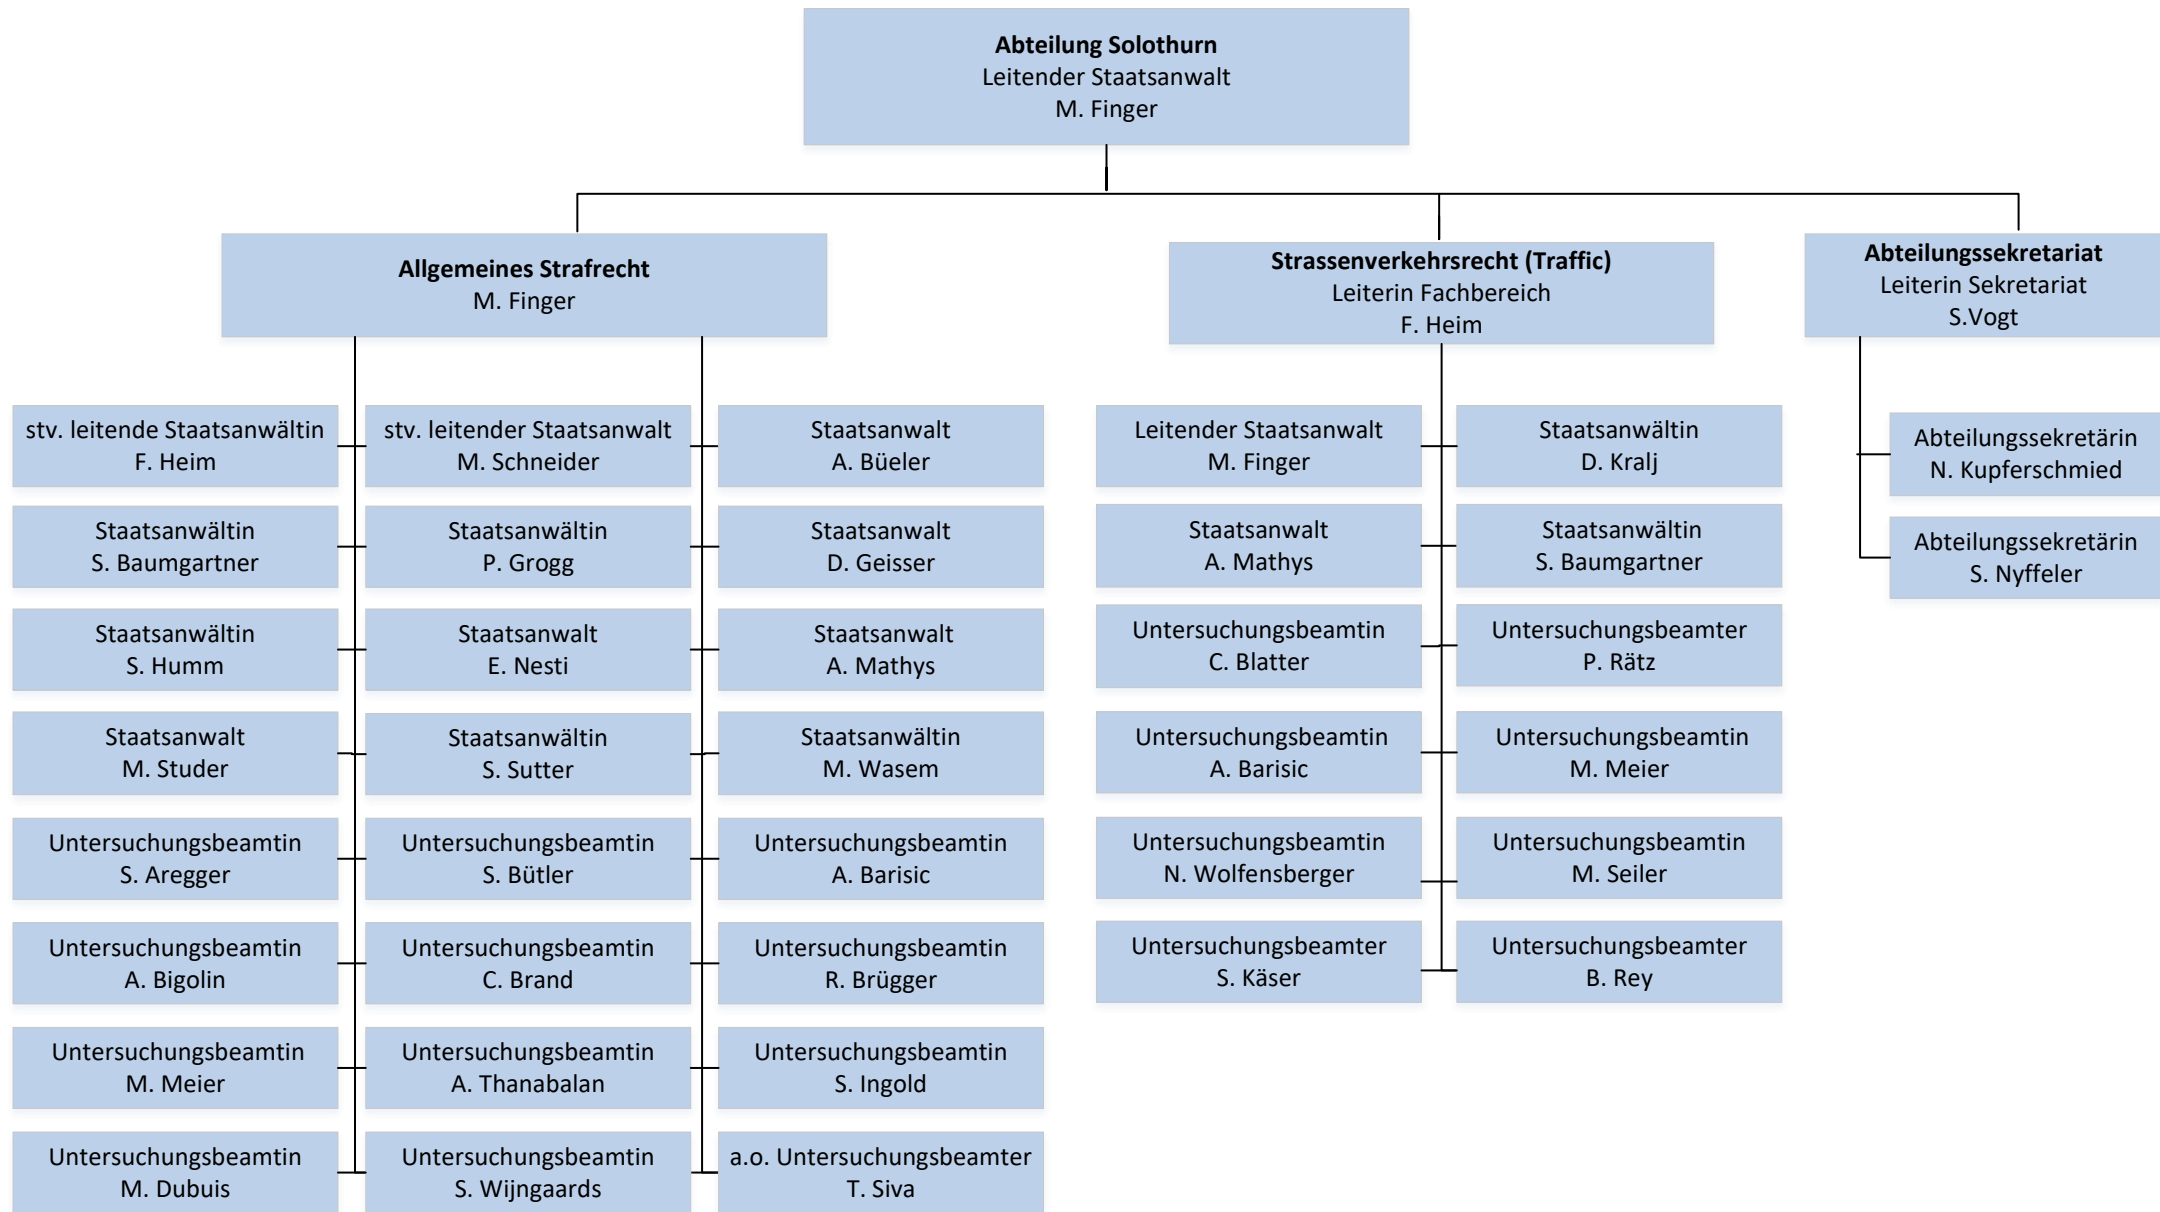 Abteilung Solothurn
Leitender Staatsanwalt
M. Finger
Allgemeines Strafrecht
M. Finger
Strassenverkehrsrecht (Traffic)
Leiterin Fachbereich
F. Heim
Abteilungssekretariat
Leiterin Sekretariat
S.Vogt
stv. leitende Staatsanwältin
F. Heim
stv. leitender Staatsanwalt
M. Schneider
Staatsanwalt
A. Büeler
Staatsanwältin
S. Baumgartner
Staatsanwältin
P. Grogg
Staatsanwalt
D. Geisser
Staatsanwältin
S. Humm
Staatsanwalt
E. Nesti
Staatsanwalt
A. Mathys
Staatsanwalt
M. Studer
Staatsanwältin
S. Sutter
Staatsanwältin
M. Wasem
Untersuchungsbeamtin
S. Aregger
Untersuchungsbeamtin
S. Bütler
Untersuchungsbeamtin
A. Barisic
Untersuchungsbeamtin
A. Bigolin
Untersuchungsbeamtin
C. Brand
Untersuchungsbeamtin
R. Brügger
Untersuchungsbeamtin
M. Meier
Untersuchungsbeamtin
A. Thanabalan
Untersuchungsbeamtin
S. Ingold
Untersuchungsbeamtin
M. Dubuis
Untersuchungsbeamtin
S. Wijngaards
a.o. Untersuchungsbeamter
T. Siva
Leitender Staatsanwalt
M. Finger
Staatsanwältin
D. Kralj
Staatsanwalt
A. Mathys
Staatsanwältin
S. Baumgartner
Untersuchungsbeamtin
C. Blatter
Untersuchungsbeamter
P. Rätz
Untersuchungsbeamtin
A. Barisic
Untersuchungsbeamtin
M. Meier
Untersuchungsbeamtin
N. Wolfensberger
Untersuchungsbeamtin
M. Seiler
Untersuchungsbeamter
S. Käser
Untersuchungsbeamter
B. Rey
Abteilungssekretärin
N. Kupferschmied
Abteilungssekretärin
S. Nyffeler